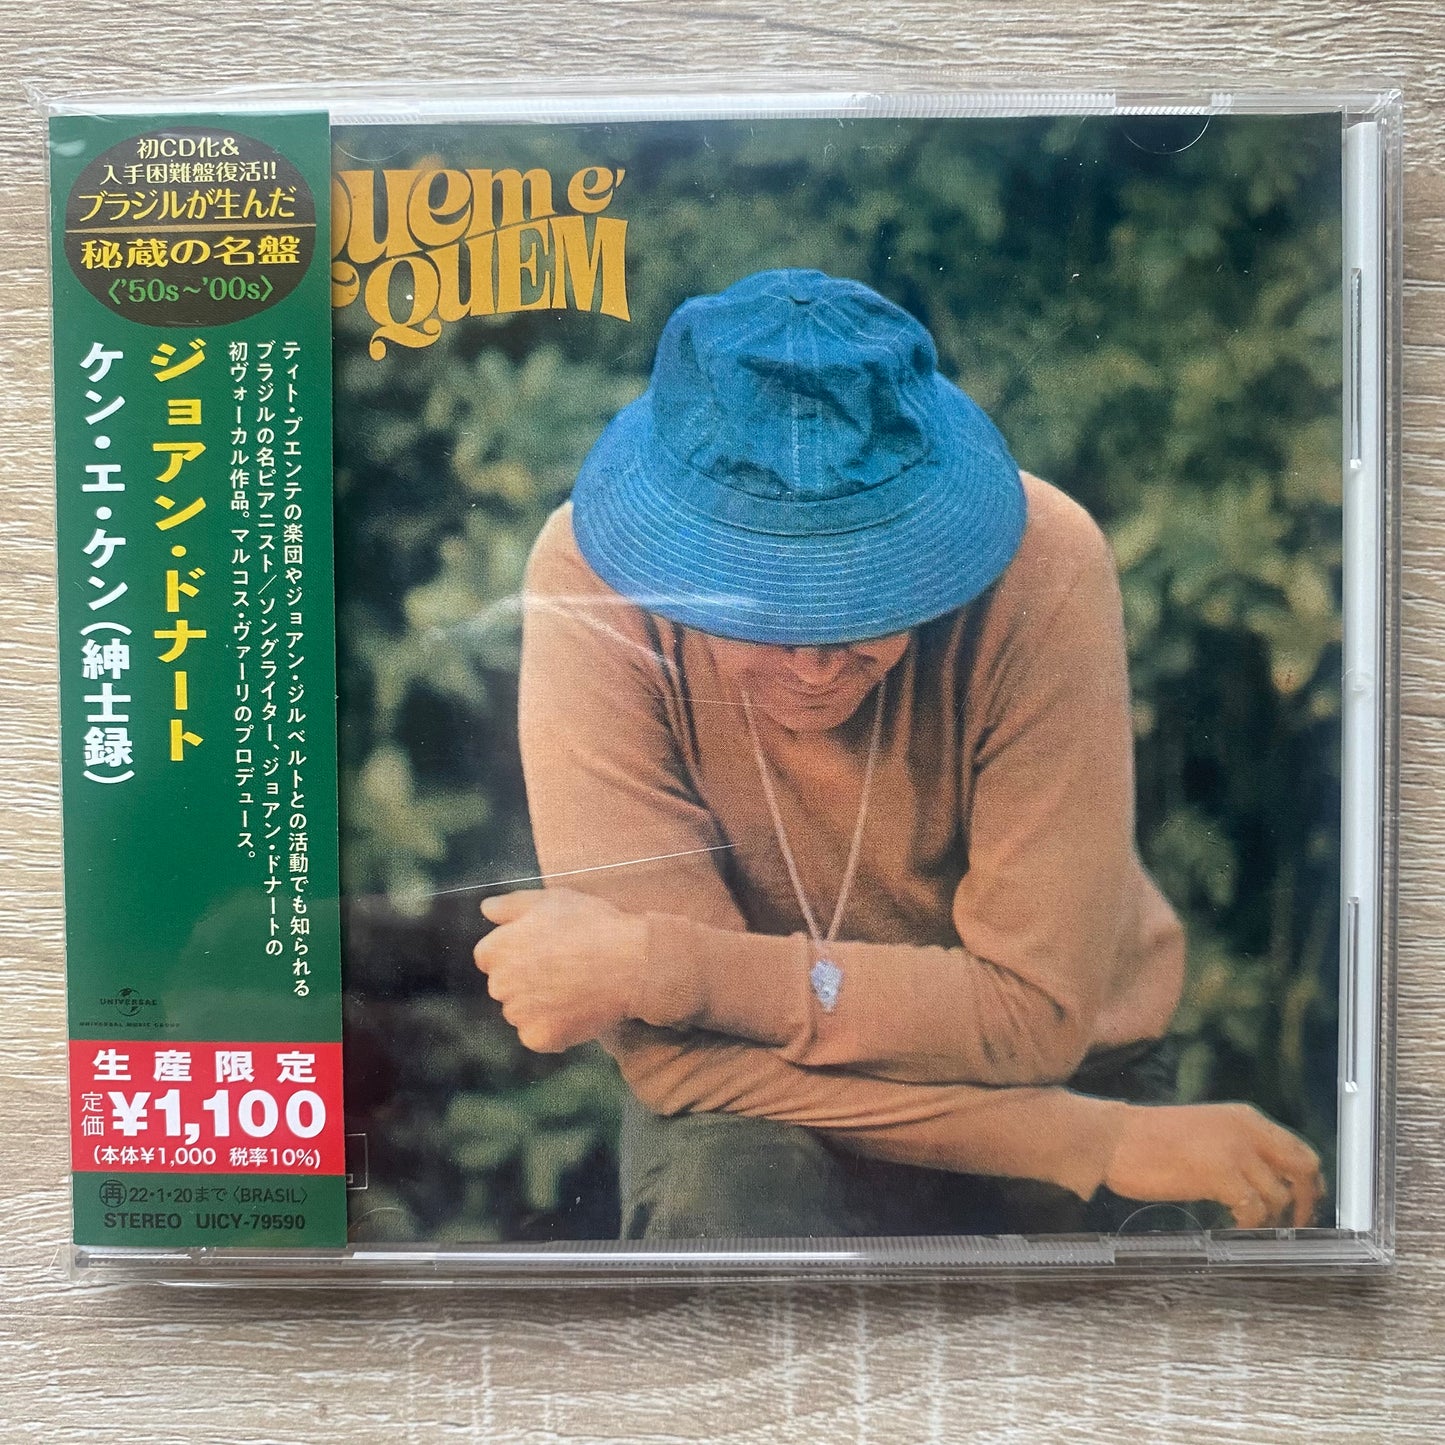 初CD化&
入手困難盤復活!!
ブラジルが生んだ
秘蔵の名盤
〈'50s～'00s〉
ティト・プエンテの楽団やジョアン・ジルベルトとの活動でも知られる
ブラジルの名ピアニスト／ソングライター、ジョアン・ドナートの
初ヴォーカル作品。マルコス・ヴァーリのプロデュース。
ジョアン・ドナート
ケン・エ・ケン(紳士録)
UNIVERSAL
UNIVERSAL MUSIC GROUP
生産限定
定価 ¥1,100
(本体¥1,000 税率10%)
再 22・1・20まで〈BRASIL〉
STEREO UICY-79590
Quem e'
QUEM